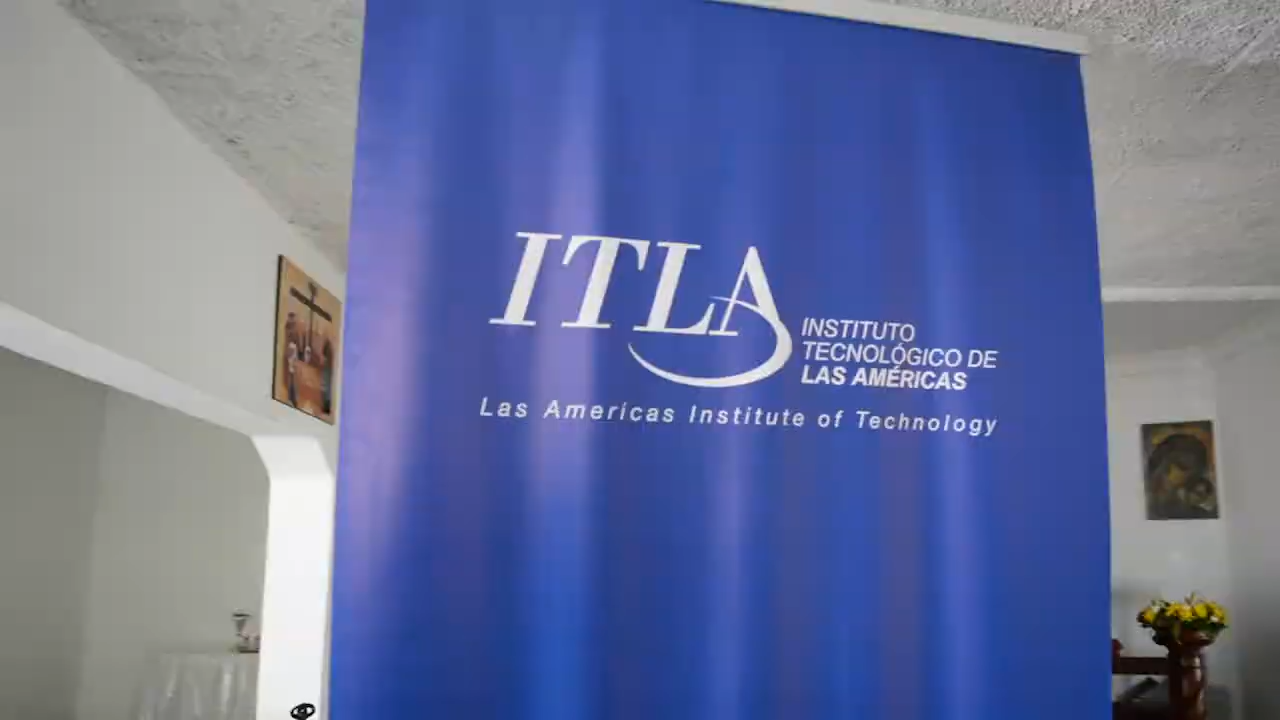 ITLA
INSTITUTO
TECNOLÓGICO DE
LAS AMÉRICAS
Las Americas Institute of Technology